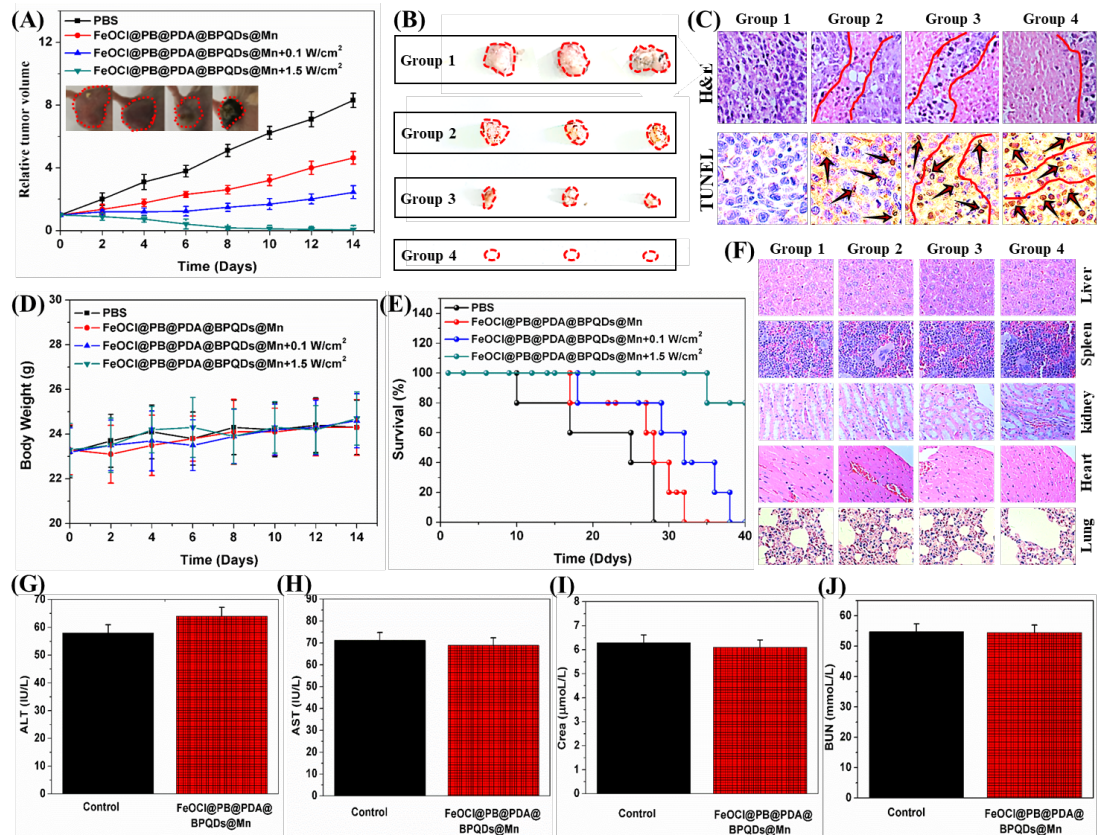 (A)
PBS
FeOCl@PB@PDA@BPQDs@Mn
FeOCl@PB@PDA@BPQDs@Mn+0.1 W/cm²
FeOCl@PB@PDA@BPQDs@Mn+1.5 W/cm²
Relative tumor volume
12
8
4
0
0 2 4 6 8 10 12 14
Time (Days)
(B)
Group 1
Group 2
Group 3
Group 4
(C)
Group 1 Group 2 Group 3 Group 4
H&E
TUNEL
(D)
PBS
FeOCl@PB@PDA@BPQDs@Mn
FeOCl@PB@PDA@BPQDs@Mn+0.1 W/cm²
FeOCl@PB@PDA@BPQDs@Mn+1.5 W/cm²
Body Weight (g)
30
28
26
24
22
20
0 2 4 6 8 10 12 14
Time (Days)
(E)
PBS
FeOCl@PB@PDA@BPQDs@Mn
FeOCl@PB@PDA@BPQDs@Mn+0.1 W/cm²
FeOCl@PB@PDA@BPQDs@Mn+1.5 W/cm²
Survival (%)
140
120
100
80
60
40
20
0
0 10 20 30 40
Time (Ddys)
(F)
Group 1 Group 2 Group 3 Group 4
Liver
Spleen
kidney
Heart
Lung
(G)
ALT (IU/L)
70
60
50
40
30
20
10
0
Control
FeOCl@PB@PDA@
BPQDs@Mn
(H)
AST (IU/L)
90
80
70
60
50
40
30
20
10
0
Control
FeOCl@PB@PDA@
BPQDs@Mn
(I)
Crea (μmoL/L)
8
7
6
5
4
3
2
1
0
Control
FeOCl@PB@PDA@
BPQDs@Mn
(J)
BUN (mmoL/L)
60
50
40
30
20
10
0
Control
FeOCl@PB@PDA@
BPQDs@Mn